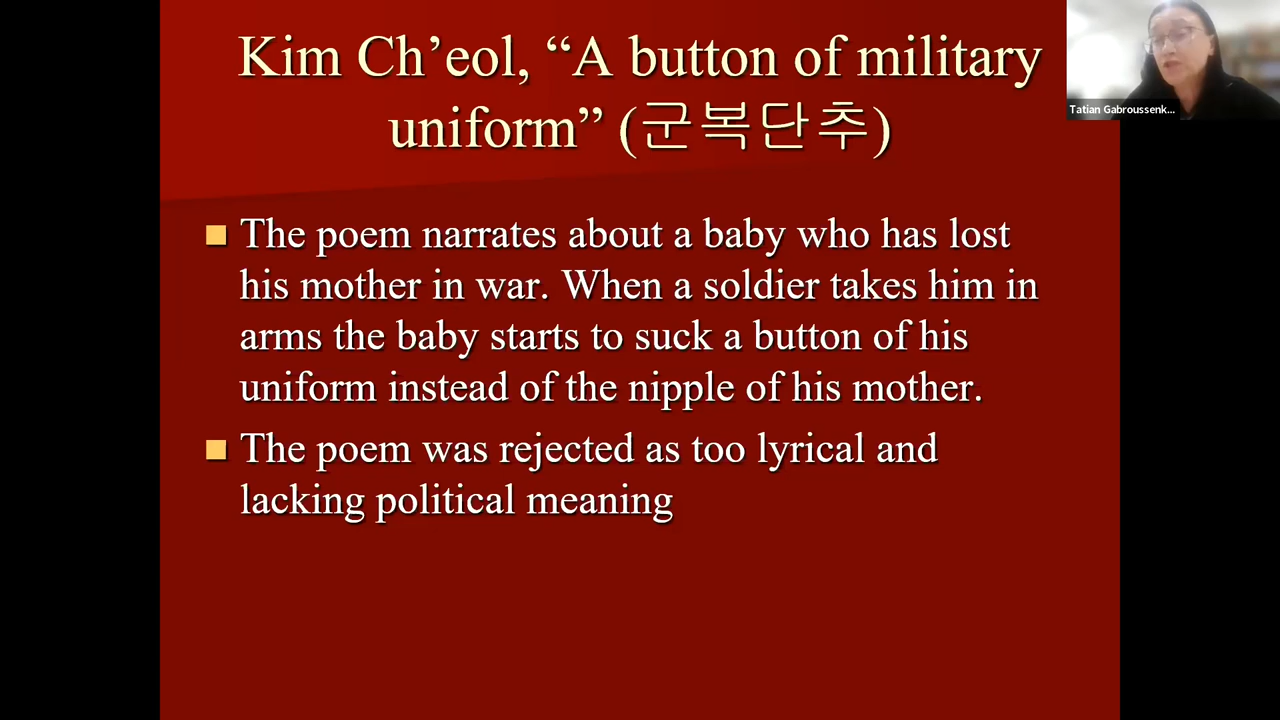 Kim Ch’eol, “A button of military
uniform” (군복단추)
Tatian Gabroussenk...
The poem narrates about a baby who has lost
his mother in war. When a soldier takes him in
arms the baby starts to suck a button of his
uniform instead of the nipple of his mother.
The poem was rejected as too lyrical and
lacking political meaning